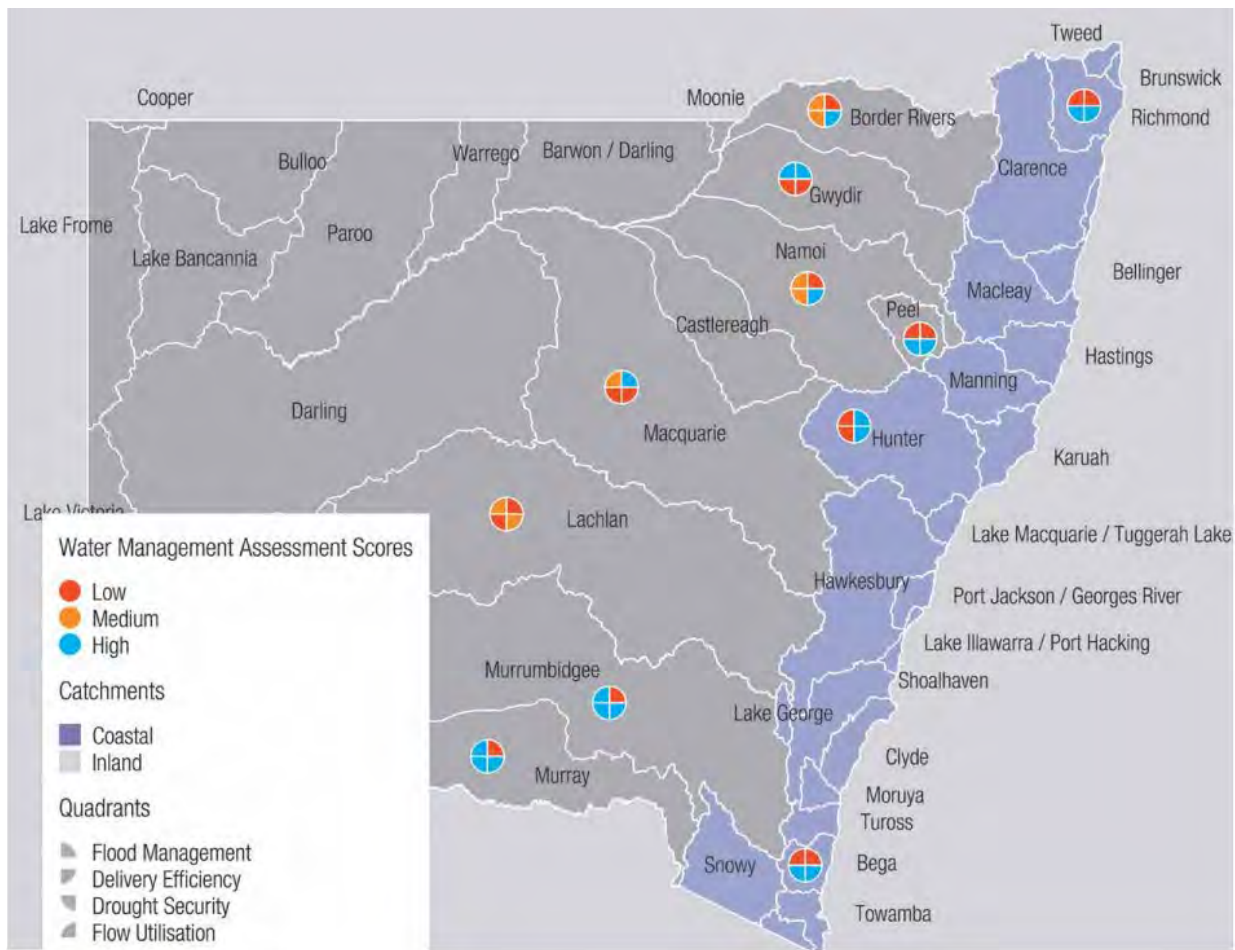 Tweed
Brunswick
Cooper
Moonie
Border Rivers
Richmond
Bulloo
Warrego
Barwon / Darling
Clarence
Gwydir
Lake Frome
Paroo
Lake Bancannia
Namoi
Bellinger
Macleay
Peel
Castlereagh
Hastings
Manning
Darling
Macquarie
Hunter
Karuah
Lake Victoria
Lachlan
Lake Macquarie / Tuggerah Lake
Hawkesbury
Port Jackson / Georges River
Lake Illawarra / Port Hacking
Murrumbidgee
Shoalhaven
Lake George
Clyde
Murray
Moruya
Tuross
Snowy
Bega
Towamba
Water Management Assessment Scores
Low
Medium
High
Catchments
Coastal
Inland
Quadrants
Flood Management
Delivery Efficiency
Drought Security
Flow Utilisation